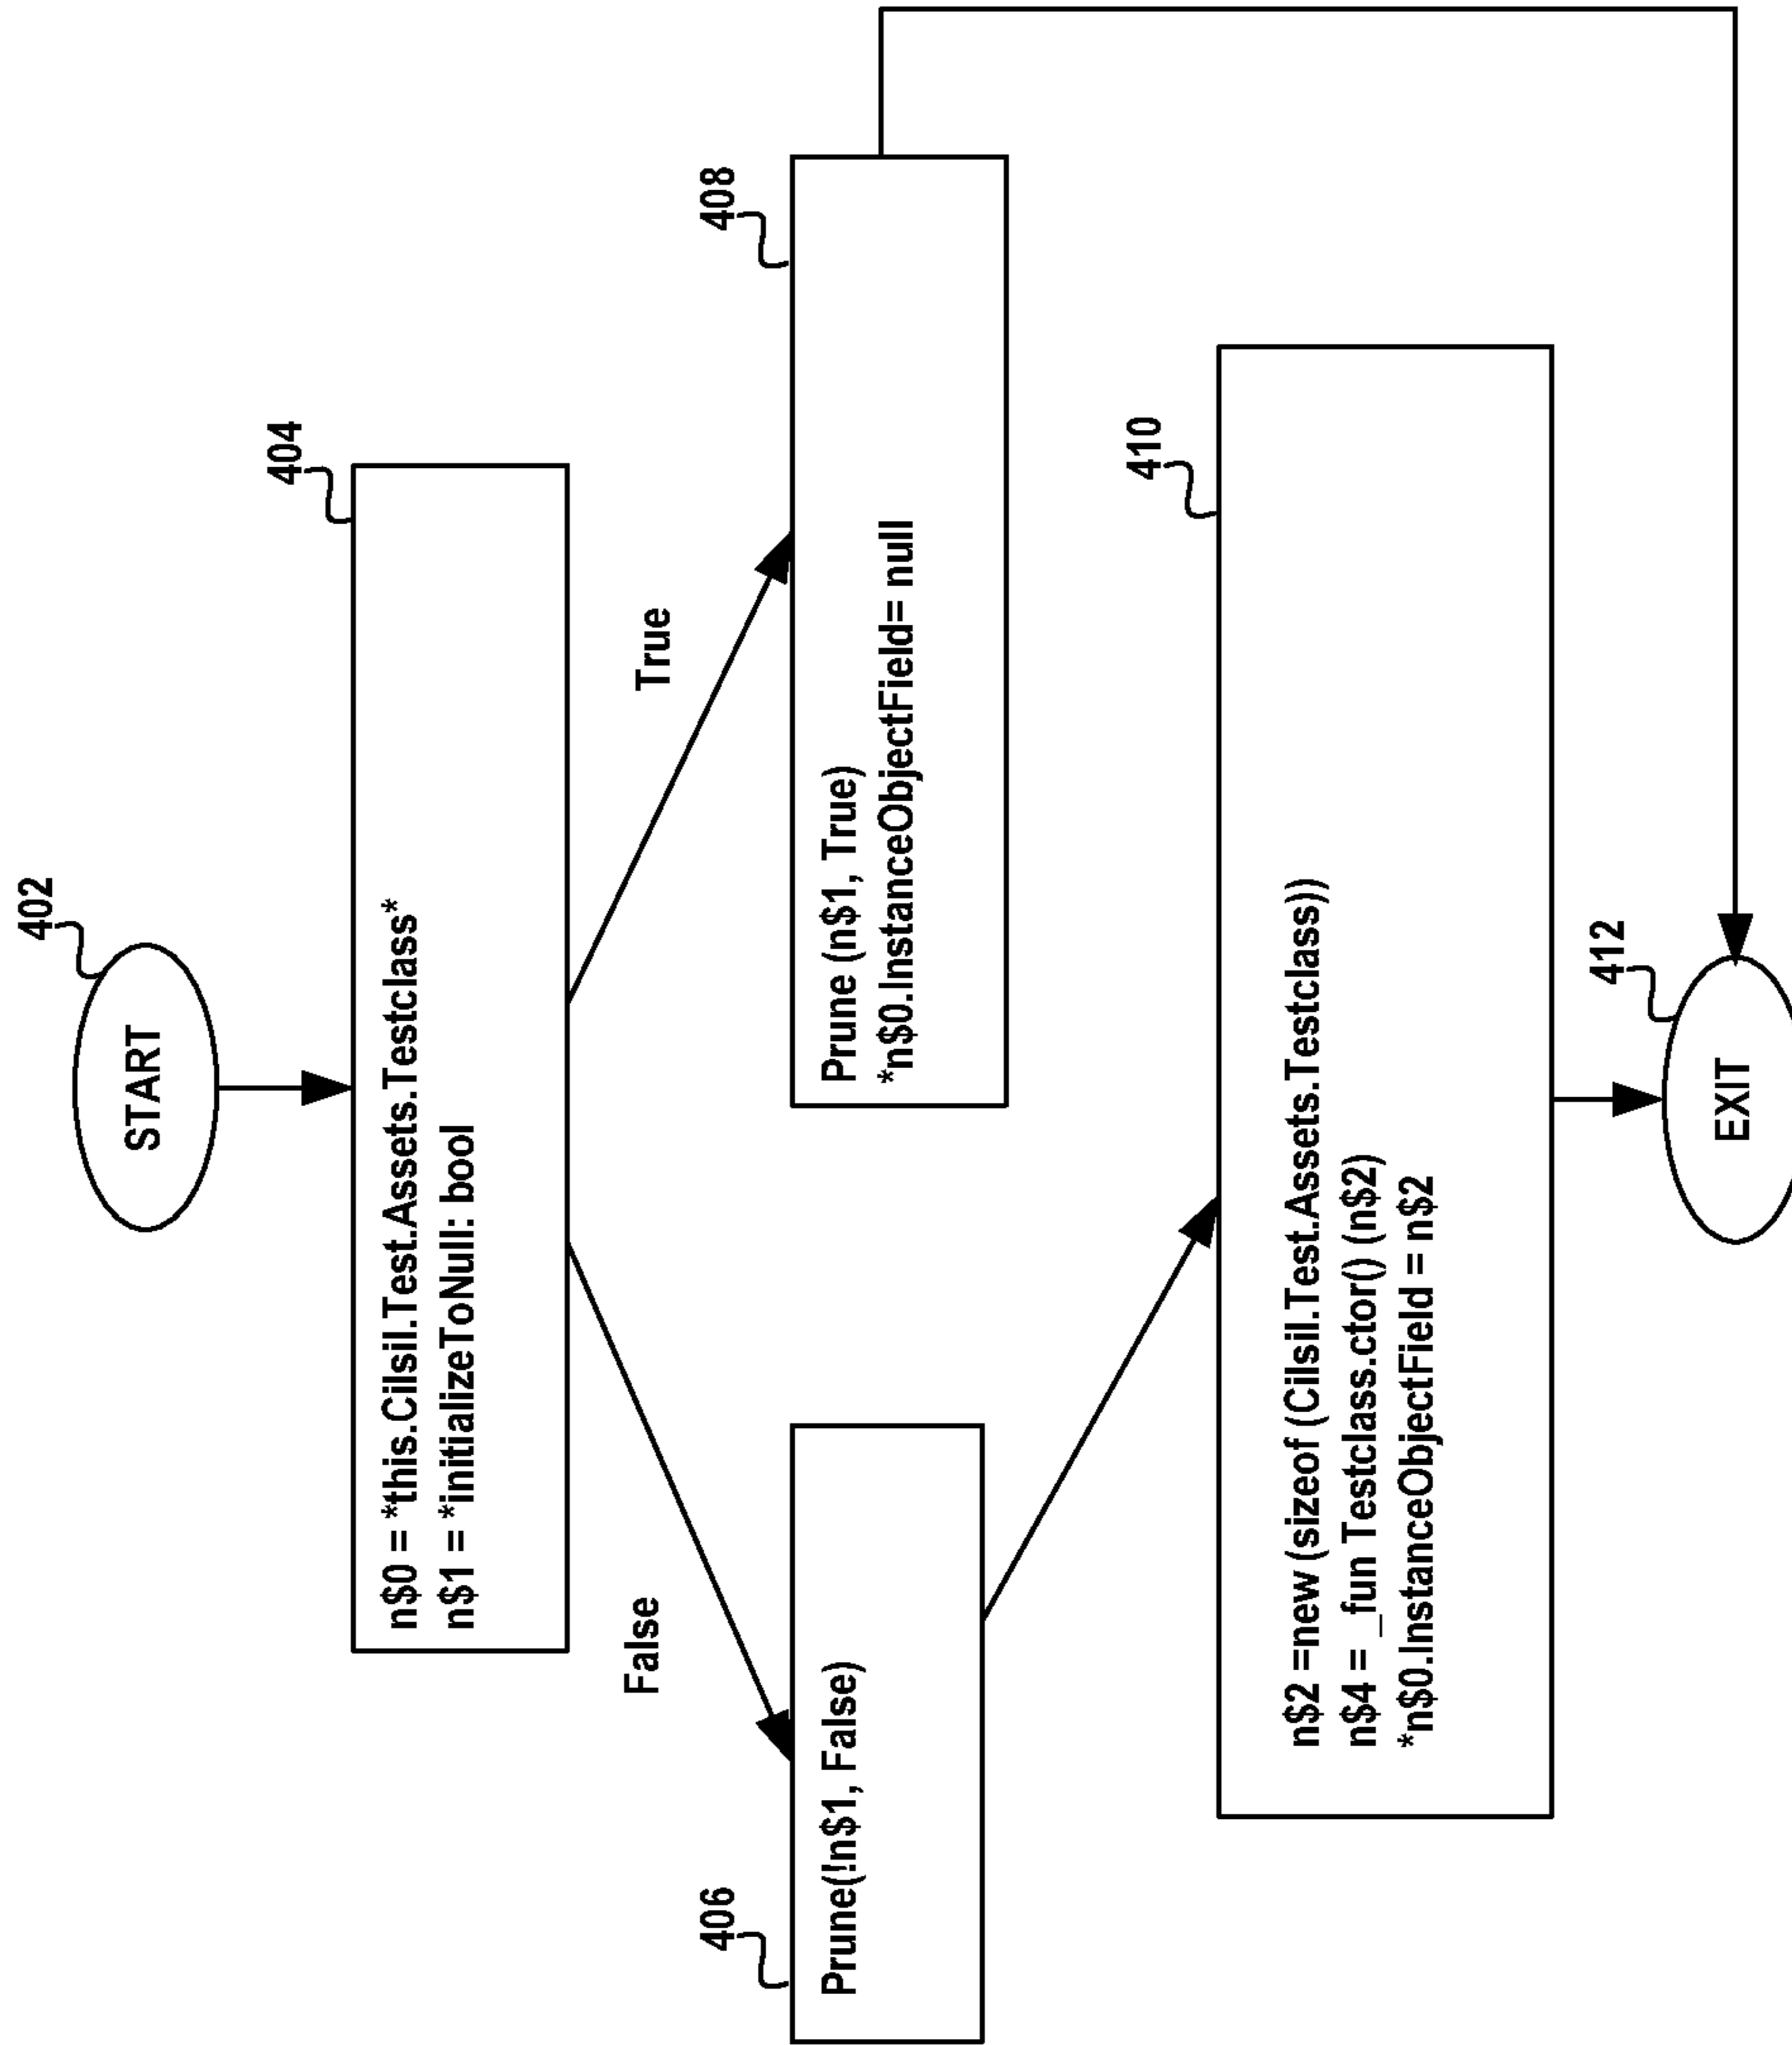 402
START
404
n$0 = *this.Cilsil.Test.Assets.Testclass*
n$1 = *initializeToNull: bool
False
True
406
Prune(!n$1, False)
408
Prune (n$1, True)
*n$0.InstanceObjectField= null
410
n$2 =new (sizeof (Cilsil.Test.Assets.Testclass))
n$4 = _fun Testclass.ctor() (n$2)
*n$0.InstanceObjectField = n$2
412
EXIT